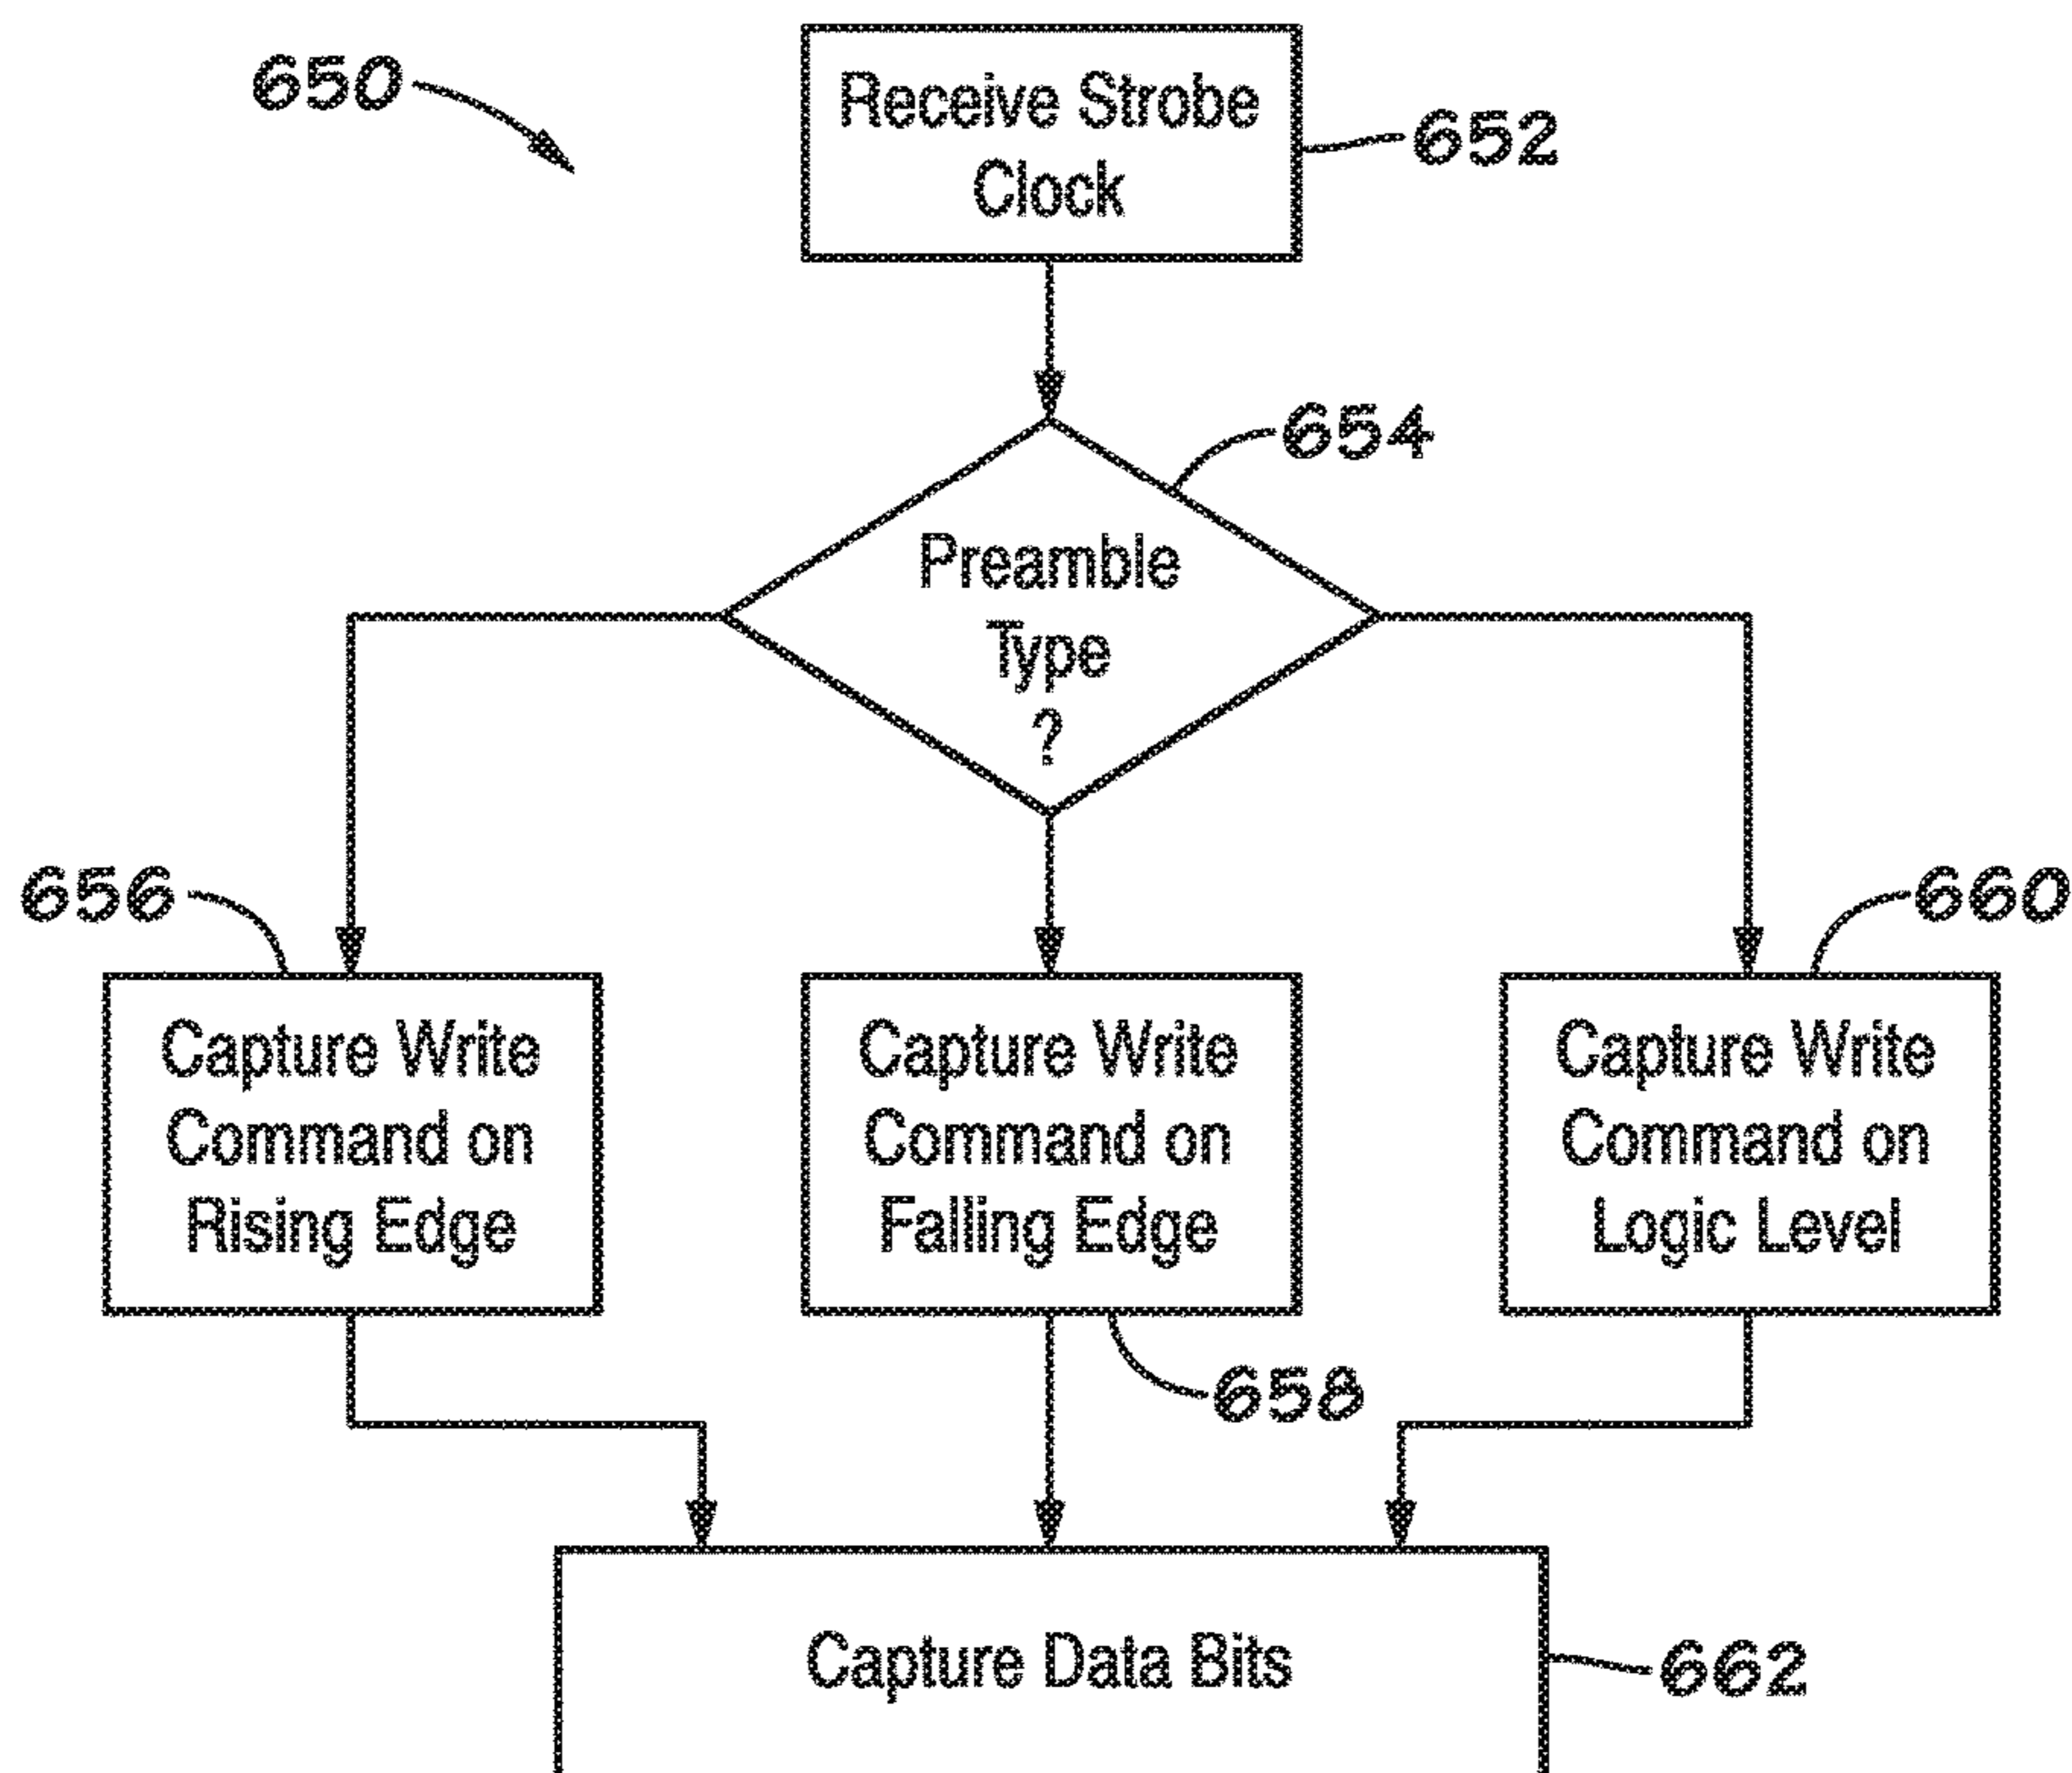 650
Receive Strobe
Clock
652
654
Preamble
Type
?
656
660
Capture Write
Command on
Rising Edge
Capture Write
Command on
Falling Edge
Capture Write
Command on
Logic Level
658
Capture Data Bits
662